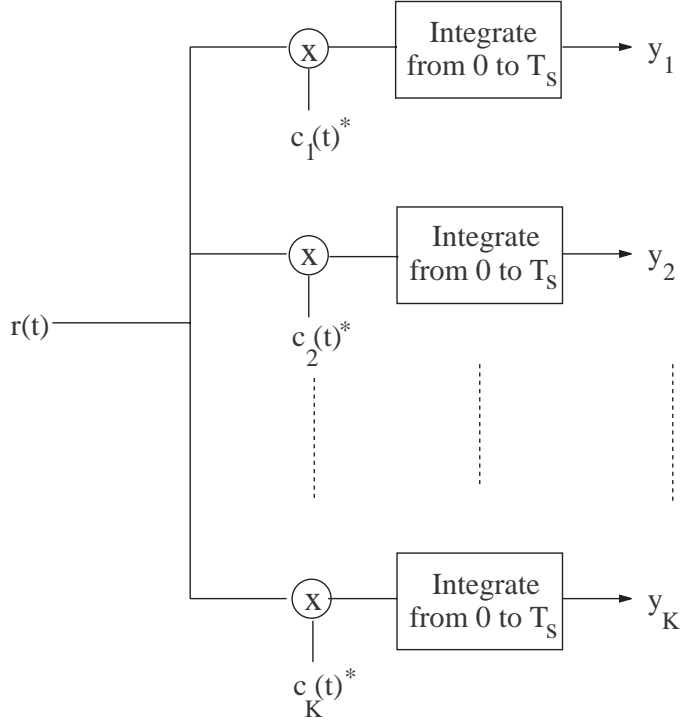 Integrate
from 0 to T_s
y_1
c_1(t)^*
x
Integrate
from 0 to T_s
y_2
x
c_2(t)^*
r(t)
x
Integrate
from 0 to T_s
y_K
x
c_K(t)^*